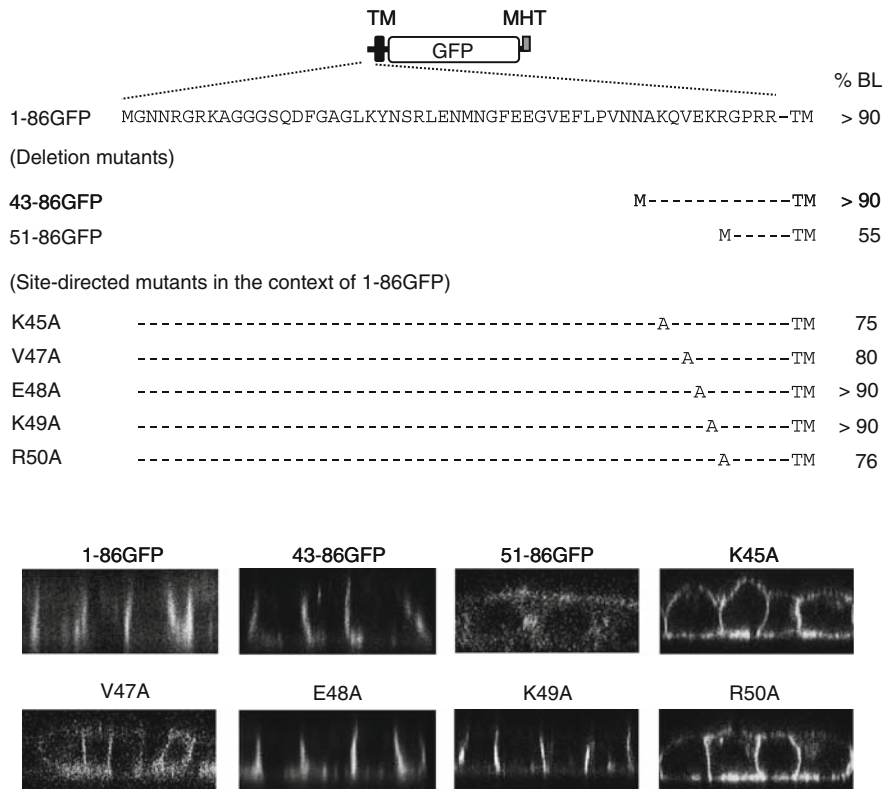 TM MHT
GFP
% BL
1-86GFP MGNNRGRKAGGGSQDFGAGLKYNSRLENMNGFEEGVEFLPVNNAKQVEKRGPRR-TM > 90
(Deletion mutants)
43-86GFP M------------TM > 90
51-86GFP M-----TM 55
(Site-directed mutants in the context of 1-86GFP)
K45A --------------------------------------------A----------TM 75
V47A ----------------------------------------------A--------TM 80
E48A -----------------------------------------------A-------TM > 90
K49A ------------------------------------------------A------TM > 90
R50A -------------------------------------------------A-----TM 76
1-86GFP 43-86GFP 51-86GFP K45A
V47A E48A K49A R50A